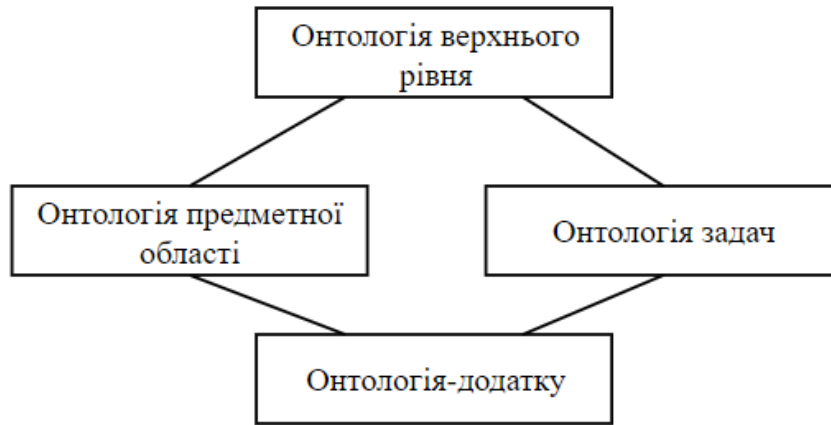 Онтологія верхнього
рівня
Онтологія предметної
області
Онтологія задач
Онтологія-додатку